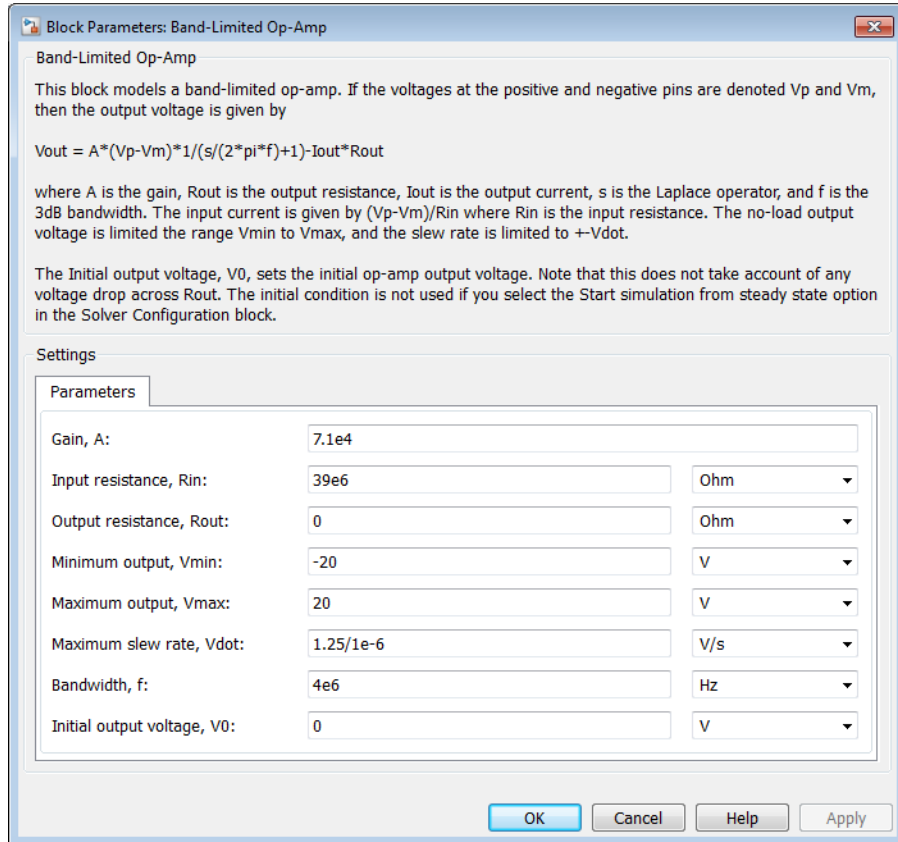 Block Parameters: Band-Limited Op-Amp
Band-Limited Op-Amp
This block models a band-limited op-amp. If the voltages at the positive and negative pins are denoted Vp and Vm,
then the output voltage is given by
Vout = A*(Vp-Vm)*1/(s/(2*pi*f)+1)-Iout*Rout
where A is the gain, Rout is the output resistance, Iout is the output current, s is the Laplace operator, and f is the
3dB bandwidth. The input current is given by (Vp-Vm)/Rin where Rin is the input resistance. The no-load output
voltage is limited the range Vmin to Vmax, and the slew rate is limited to +-Vdot.
The Initial output voltage, V0, sets the initial op-amp output voltage. Note that this does not take account of any
voltage drop across Rout. The initial condition is not used if you select the Start simulation from steady state option
in the Solver Configuration block.
Settings
Parameters
Gain, A: 7.1e4
Input resistance, Rin: 39e6 Ohm
Output resistance, Rout: 0 Ohm
Minimum output, Vmin: -20 V
Maximum output, Vmax: 20 V
Maximum slew rate, Vdot: 1.25/1e-6 V/s
Bandwidth, f: 4e6 Hz
Initial output voltage, V0: 0 V
OK Cancel Help Apply